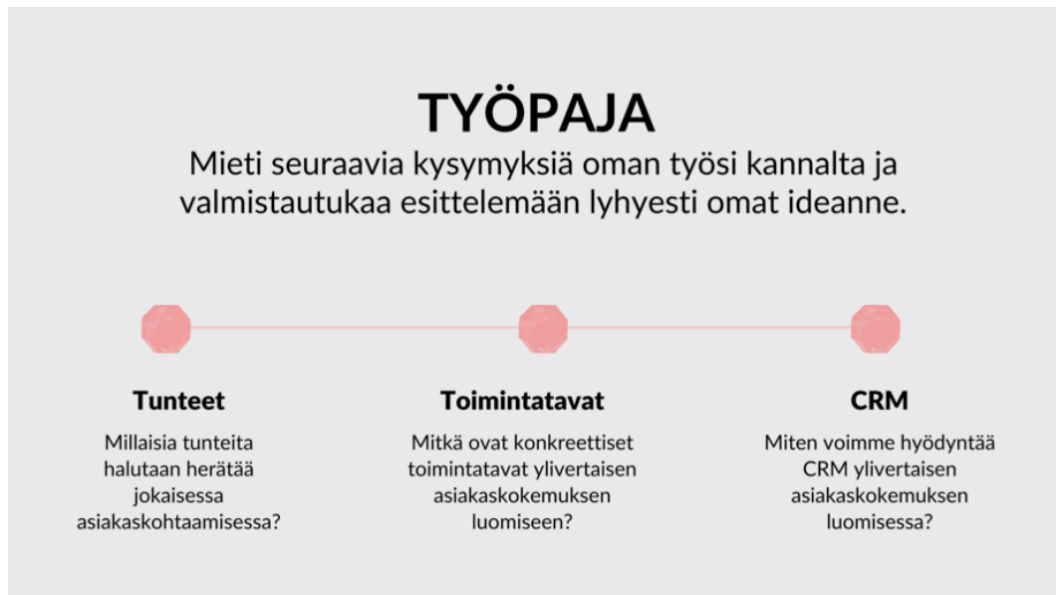 TYÖPAJA
Mieti seuraavia kysymyksiä oman työsi kannalta ja
valmistautukaa esittelemään lyhyesti omat ideanne.
Tunteet
Millaisia tunteita
halutaan herätää
jokaisessa
asiakaskohtaamisessa?
Toimintatavat
Mitkä ovat konkreettiset
toimintatavat ylivertaisen
asiakaskokemuksen
luomiseen?
CRM
Miten voimme hyödyntää
CRM ylivertaisen
asiakaskokemuksen
luomisessa?